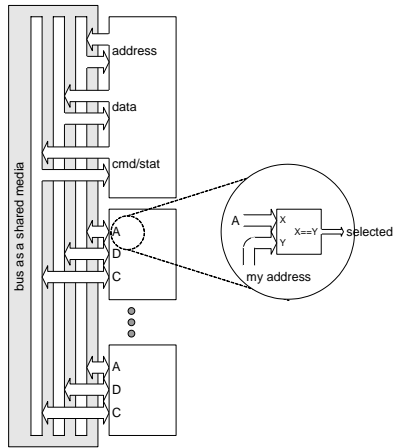 bus as a shared media
address
data
cmd/stat
A
D
C
A
X
X==Y
selected
Y
my address
A
D
C